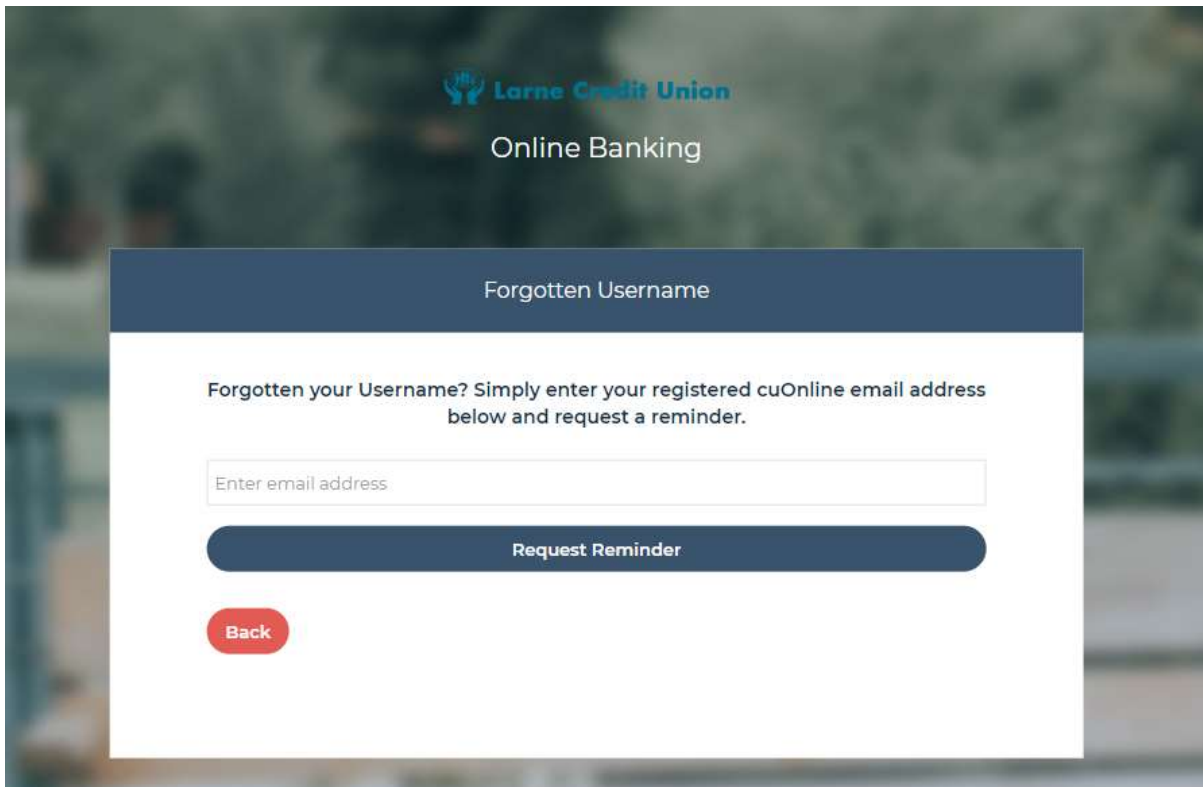 Larne Credit Union
Online Banking
Forgotten Username
Forgotten your Username? Simply enter your registered cuOnline email address
below and request a reminder.
Enter email address
Request Reminder
Back